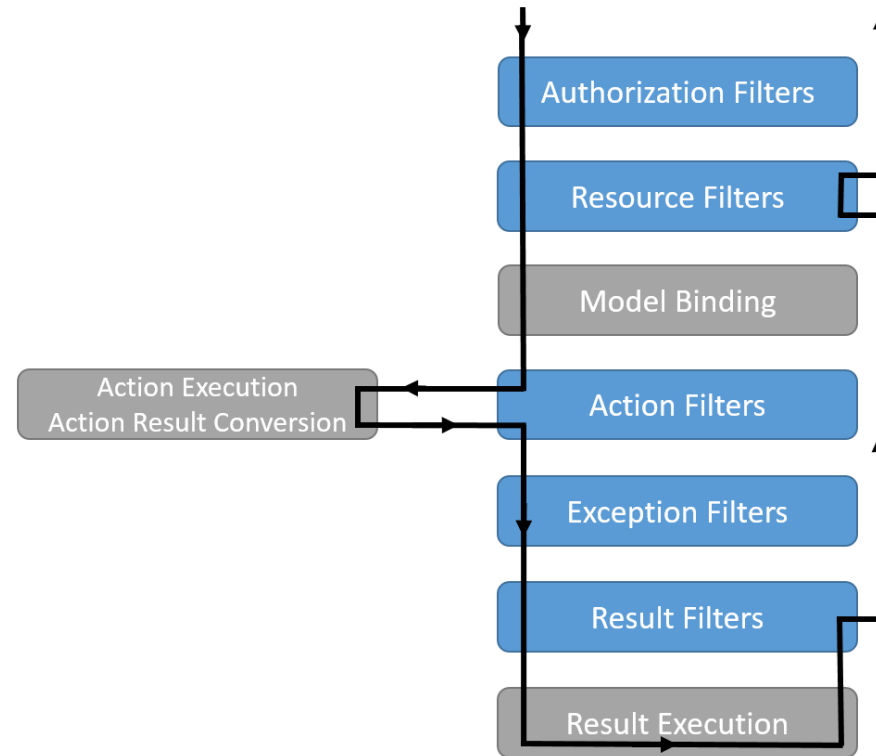 Authorization Filters
Resource Filters
Model Binding
Action Execution
Action Result Conversion
Action Filters
Exception Filters
Result Filters
Result Execution